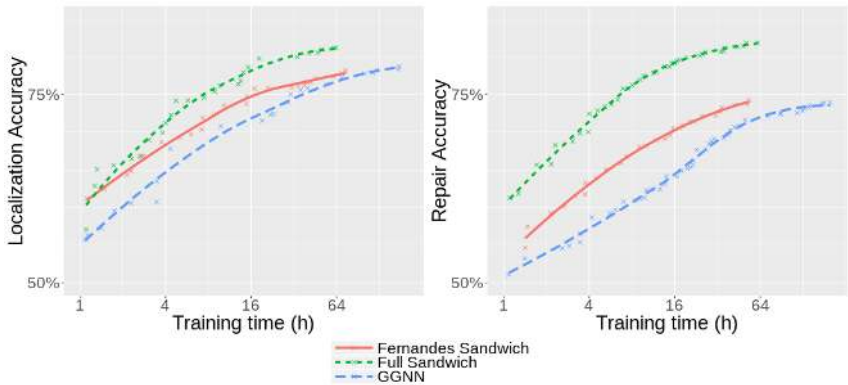 Localization Accuracy
75%
50%
1 4 16 64
Training time (h)
Repair Accuracy
75%
50%
1 4 16 64
Training time (h)
Fernandes Sandwich
Full Sandwich
GGNN